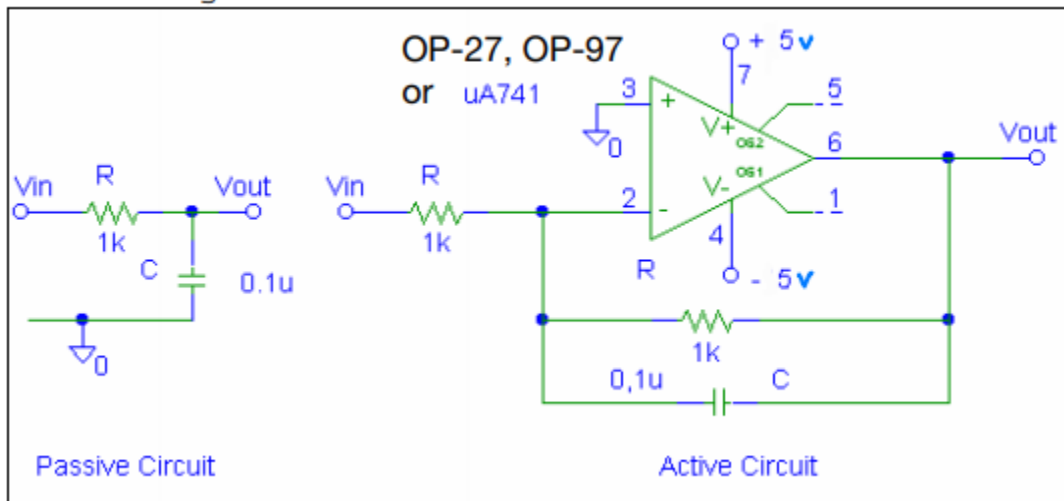 OP-27, OP-97
or uA741
+ 5v
7
3
+
V+
OS2
5
0
6
Vout
OS1
V-
1
2
-
4
- 5v
Vin
R
Vout
1k
C
0.1u
0
Vin
R
1k
R
1k
0,1u
C
Passive Circuit
Active Circuit